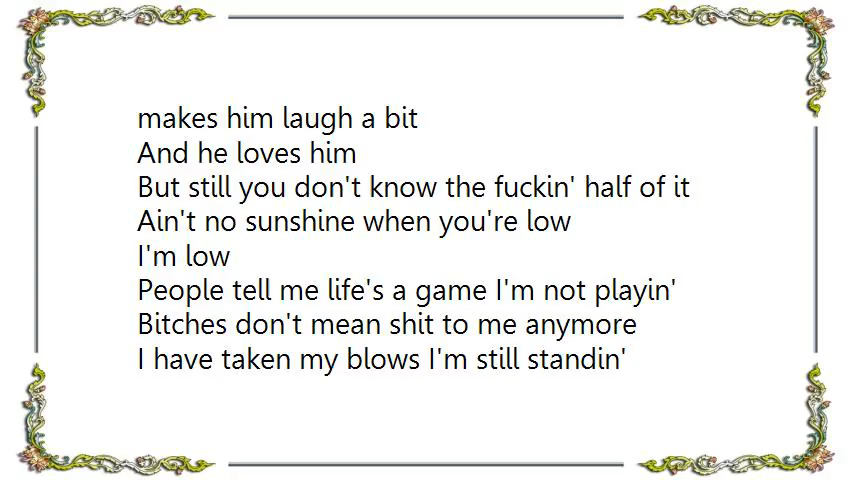 makes him laugh a bit
And he loves him
But still you don't know the fuckin' half of it
Ain't no sunshine when you're low
I'm low
People tell me life's a game I'm not playin'
Bitches don't mean shit to me anymore
I have taken my blows I'm still standin'